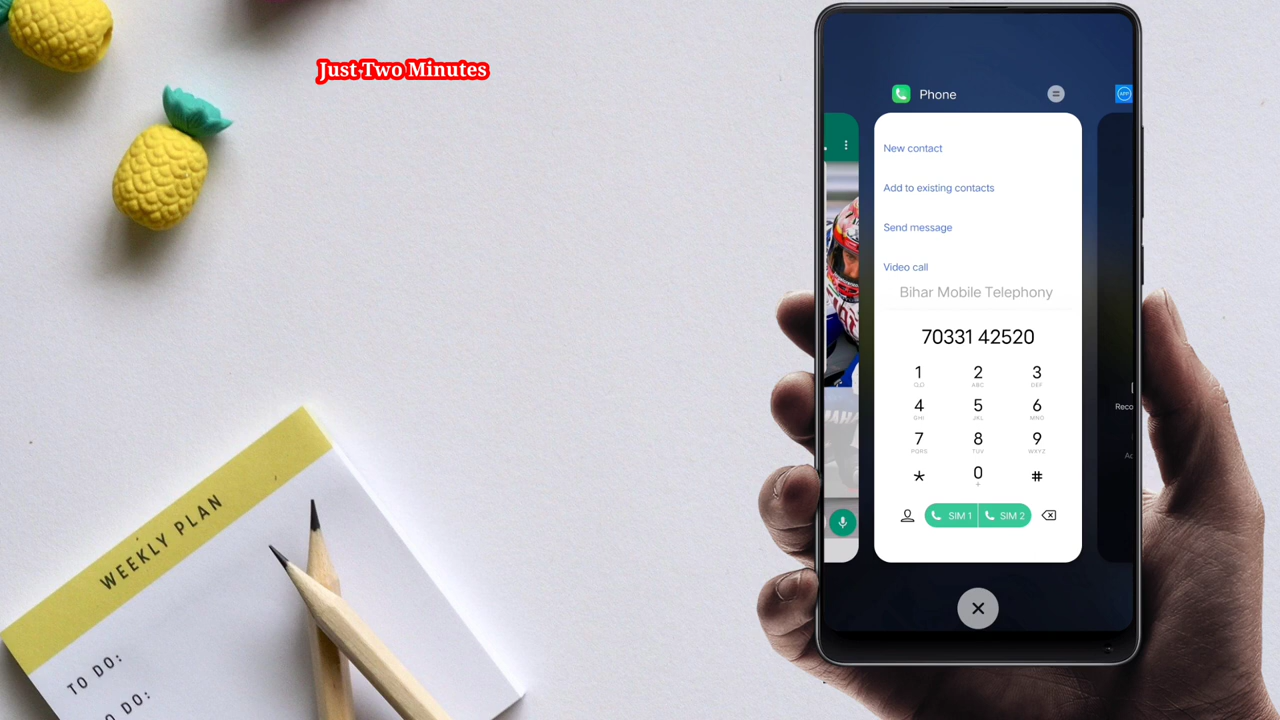 Just Two Minutes
Phone
APP
New contact
Add to existing contacts
Send message
Video call
Bihar Mobile Telephony
70331 42520
1 2 3
ABC DEF
4 5 6
GHI JKL MNO
7 8 9
PQRS TUV WXYZ
* 0 #
+
SIM 1 SIM 2
Reco
WEEKLY PLAN
TO DO:
O DO: